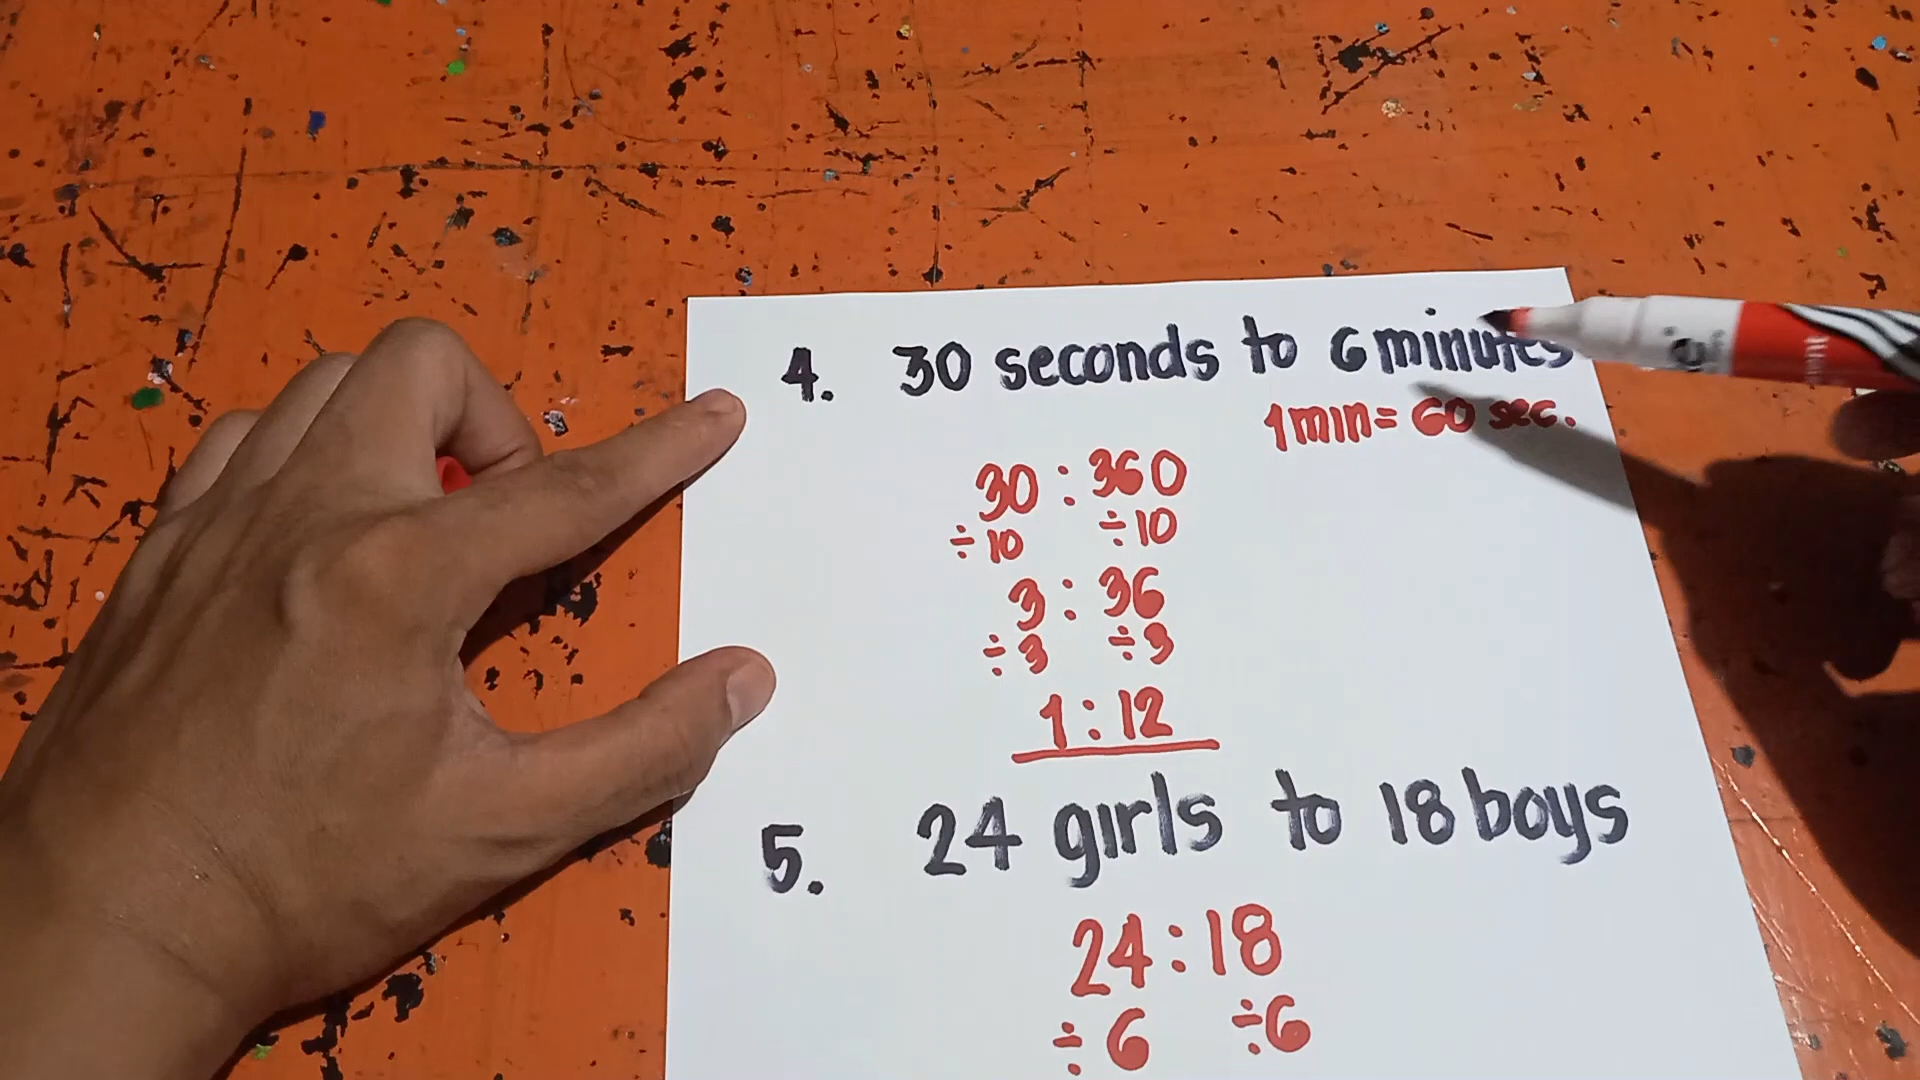 4. 30 seconds to 6 minutes
1 min = 60 sec.
30 : 360
÷10 ÷10
3 : 36
÷3 ÷3
1 : 12
5. 24 girls to 18 boys
24 : 18
÷6 ÷6